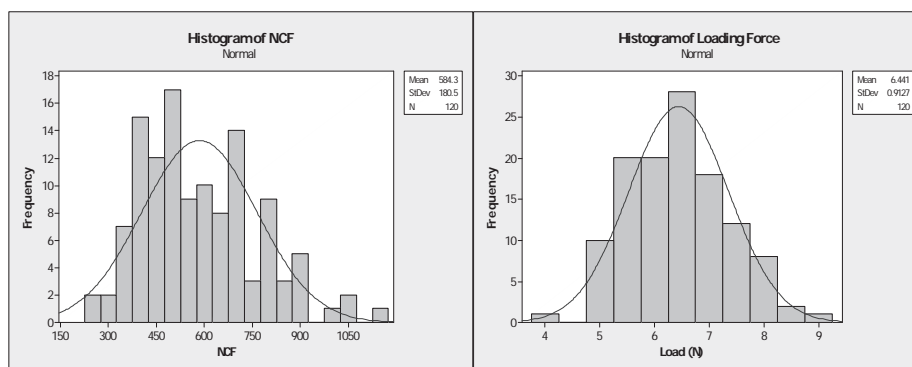 Histogram of NCF
Normal
Mean 584.3
StDev 180.5
N 120
18
16
14
12
10
8
6
4
2
0
Frequency
150 300 450 600 750 900 1050
NCF
Histogram of Loading Force
Normal
Mean 6.441
StDev 0.9127
N 120
30
25
20
15
10
5
0
Frequency
4 5 6 7 8 9
Load (N)